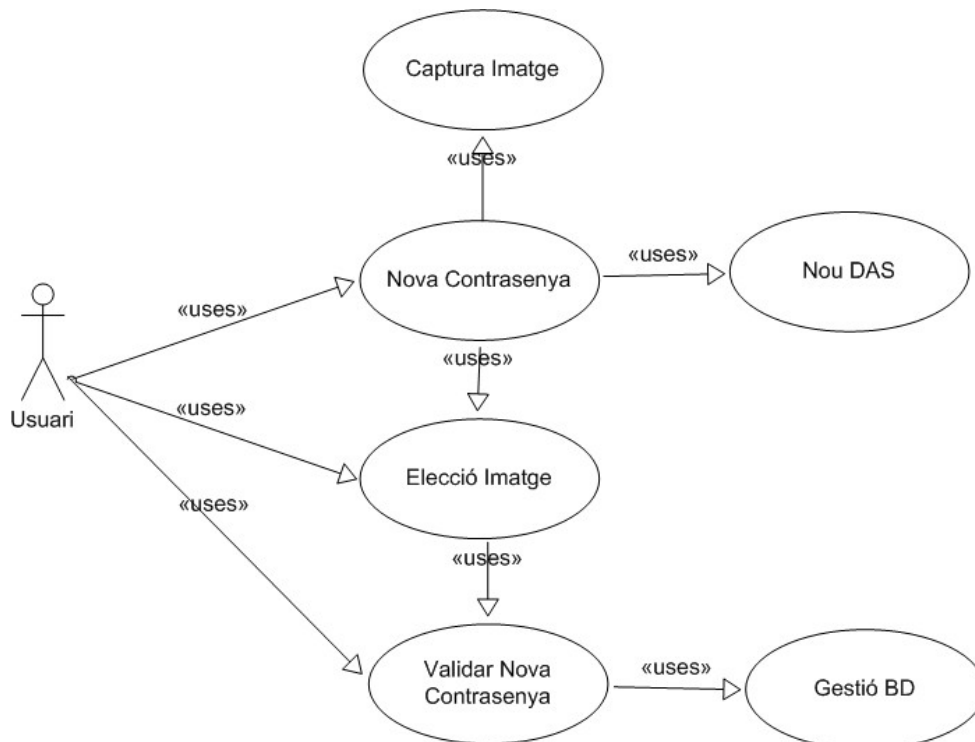 Captura Imatge
«uses»
Nova Contrasenya
«uses»
Nou DAS
«uses»
Usuari
«uses»
«uses»
Elecció Imatge
«uses»
«uses»
Validar Nova
Contrasenya
«uses»
Gestió BD